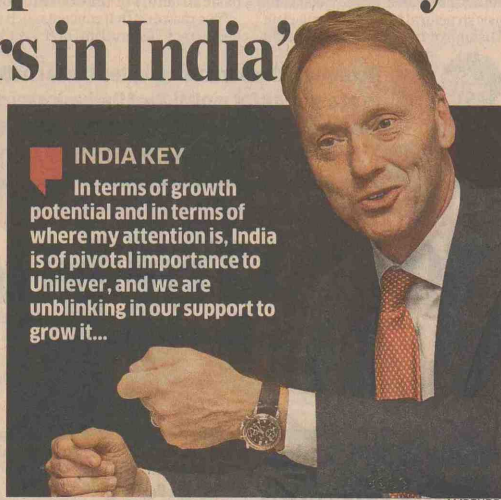 rs in India’
INDIA KEY
In terms of growth
potential and in terms of
where my attention is, India
is of pivotal importance to
Unilever, and we are
unblinking in our support to
grow it...